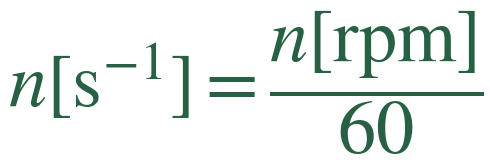 n[s⁻¹] = n[rpm] / 60